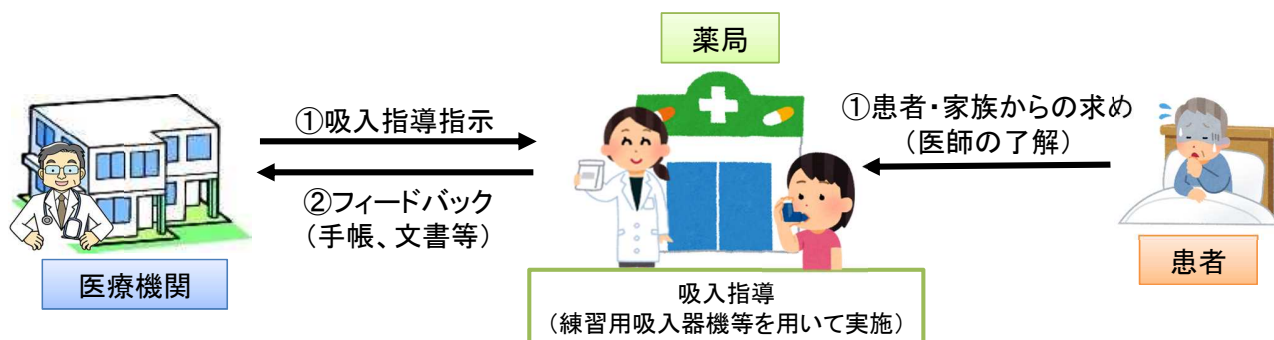 薬局
①吸入指導指示
②フィードバック
（手帳、文書等）
医療機関
①患者・家族からの求め
（医師の了解）
患者
吸入指導
（練習用吸入器機等を用いて実施）